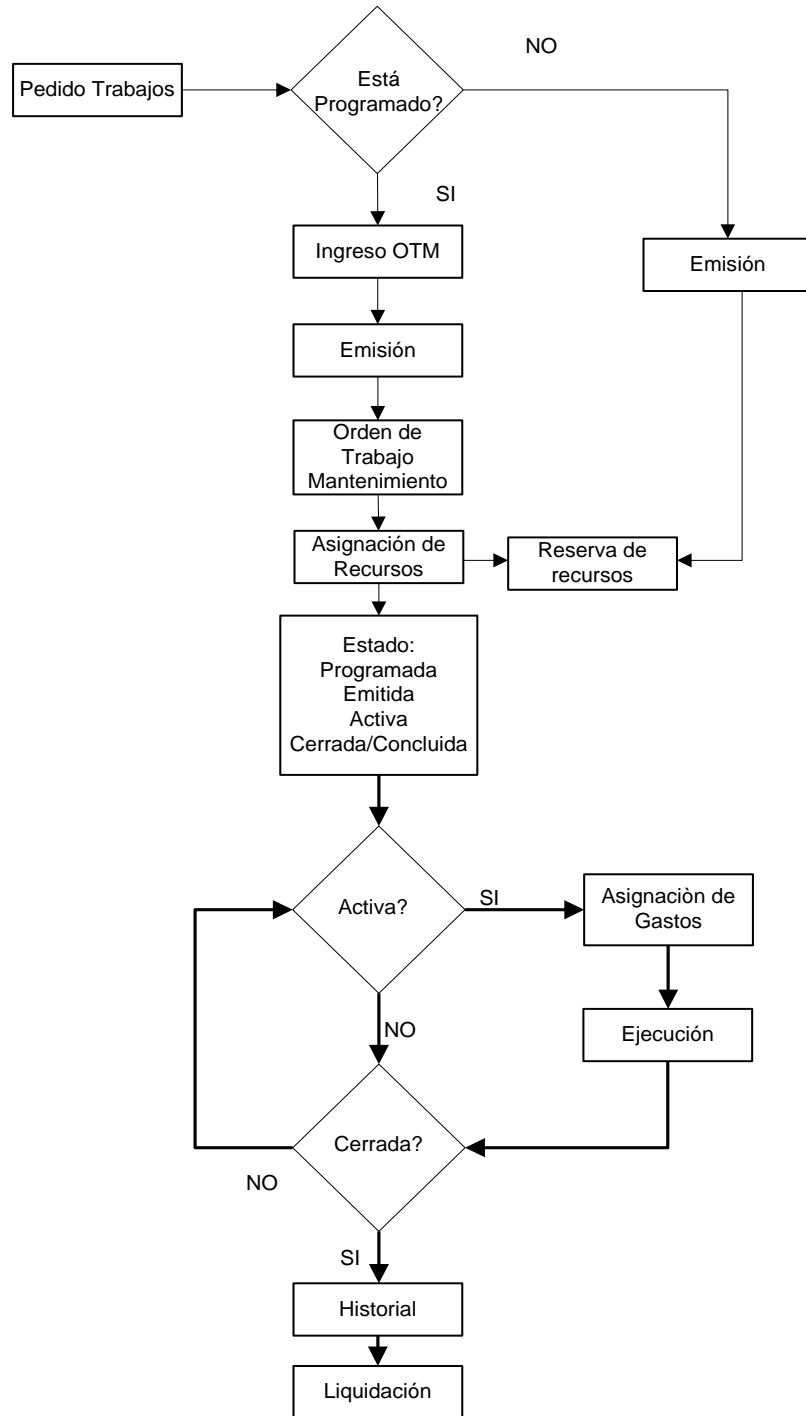 NO
Está
Programado?
Pedido Trabajos
SI
Ingreso OTM
Emisión
Emisión
Orden de
Trabajo
Mantenimiento
Asignación de
Recursos
Reserva de
recursos
Estado:
Programada
Emitida
Activa
Cerrada/Concluida
Activa?
SI
Asignaciòn de
Gastos
NO
Ejecución
Cerrada?
NO
SI
Historial
Liquidación